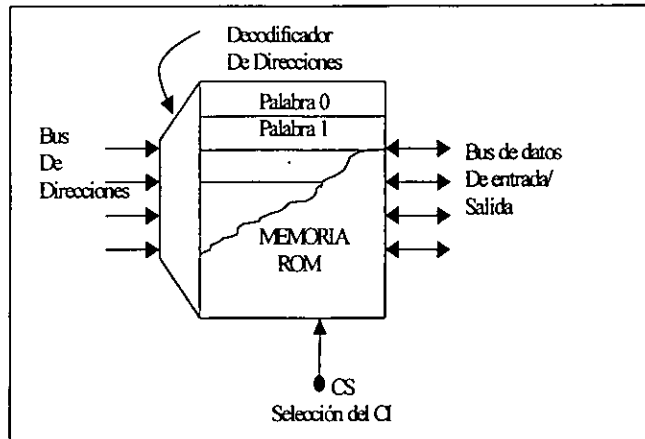 Decodificador
De Direcciones
Palabra 0
Palabra 1
Bus
De
Direcciones
Bus de datos
De entrada/
Salida
MEMORIA
ROM
CS
Selección del CI